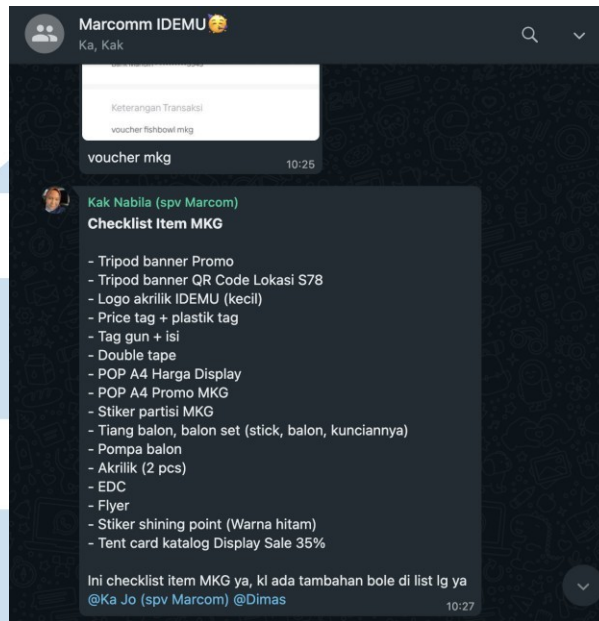 Marcomm IDEMU🥳
Ka, Kak
Keterangan Transaksi
voucher fishbowl mkg
voucher mkg
10:25
Kak Nabila (spv Marcom)
Checklist Item MKG
- Tripod banner Promo
- Tripod banner QR Code Lokasi S78
- Logo akrilik IDEMU (kecil)
- Price tag + plastik tag
- Tag gun + isi
- Double tape
- POP A4 Harga Display
- POP A4 Promo MKG
- Stiker partisi MKG
- Tiang balon, balon set (stick, balon, kunciannya)
- Pompa balon
- Akrilik (2 pcs)
- EDC
- Flyer
- Stiker shining point (Warna hitam)
- Tent card katalog Display Sale 35%
Ini checklist item MKG ya, kl ada tambahan bole di list lg ya
@Ka Jo (spv Marcom) @Dimas
10:27